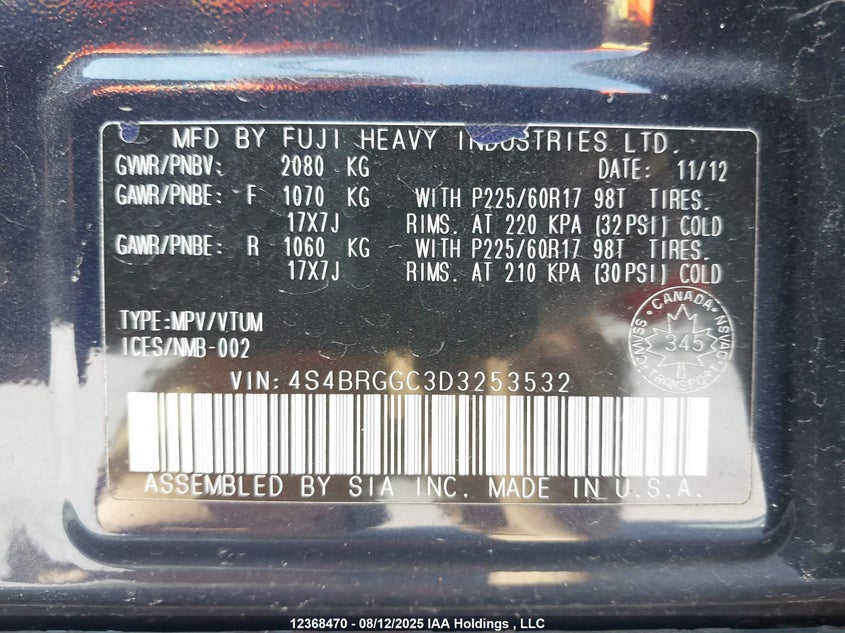 MFD BY FUJI HEAVY INDUSTRIES LTD.
GVWR/PNBV: 2080 KG DATE: 11/12
GAWR/PNBE: F 1070 KG WITH P225/60R17 98T TIRES.
17X7J RIMS. AT 220 KPA (32PSI) COLD
GAWR/PNBE: R 1060 KG WITH P225/60R17 98T TIRES.
17X7J RIMS. AT 210 KPA (30PSI) COLD
TYPE:MPV/VTUM
ICES/NMB-002
CANADA
CMVSS 345 NSVAC
TRANSPORT
VIN: 4S4BRGGC3D3253532
ASSEMBLED BY SIA INC. MADE IN U.S.A.
12368470 - 08/12/2025 IAA Holdings , LLC